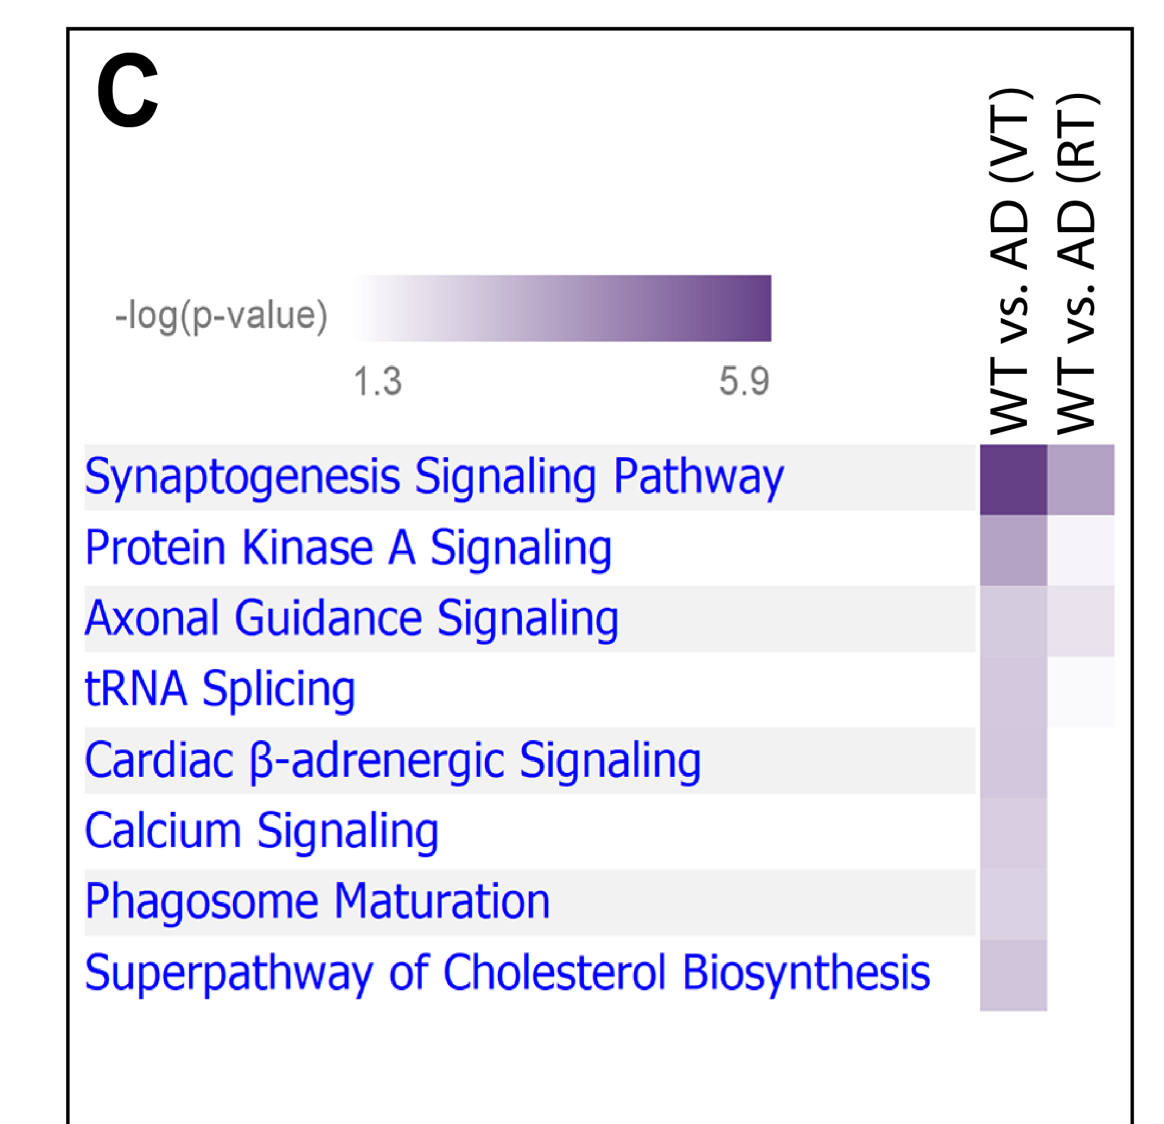 C
WT vs. AD (VT)
WT vs. AD (RT)
-log(p-value)
1.3 5.9
Synaptogenesis Signaling Pathway
Protein Kinase A Signaling
Axonal Guidance Signaling
tRNA Splicing
Cardiac β-adrenergic Signaling
Calcium Signaling
Phagosome Maturation
Superpathway of Cholesterol Biosynthesis